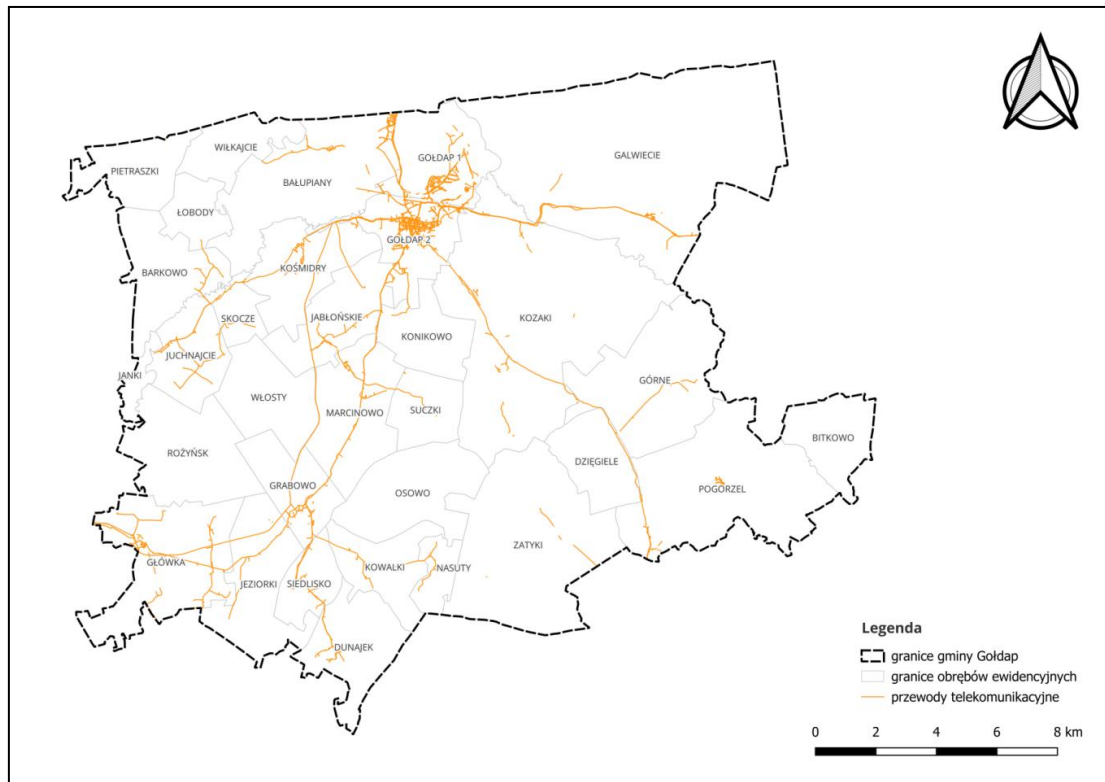 WIŁKAJCIE
GOŁDAP 1
GALWIECIE
PIETRASZKI
BAŁUPIANY
ŁOBODY
GOŁDAP 2
BARKOWO
KOŚMIDRY
SKOCZE
JABŁOŃSKIE
KOZAKI
KONIKOWO
JUCHNAJCIE
JANKI
GÓRNE
WŁOSTY
MARCINOWO
SUCZKI
BITKOWO
ROŻYŃSK
DZIĘGIELE
GRABOWO
OSOWO
POGORZEL
ZATYKI
GŁÓWKA
KOWALKI
NASUTY
JEZIORKI
SIEDLISKO
DUNAJEK
Legenda
granice gminy Gołdap
granice obrębów ewidencyjnych
przewody telekomunikacyjne
0 2 4 6 8 km